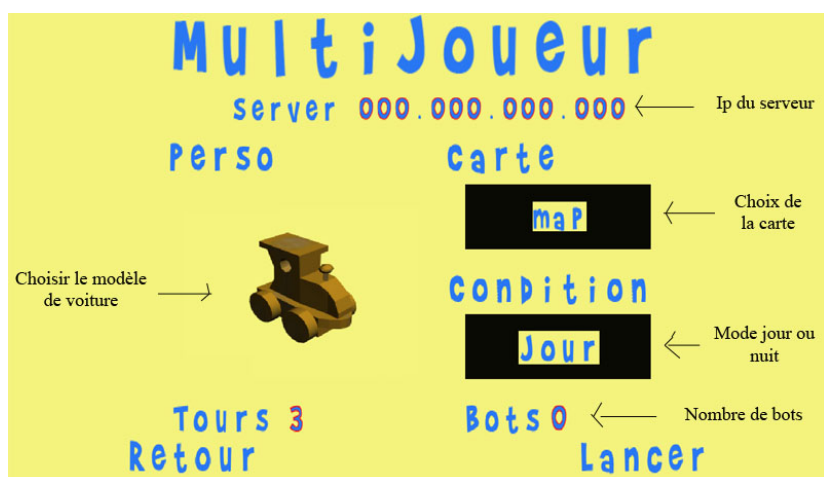 MultiJoueur
Server 000.000.000.000
Ip du serveur
Perso
Carte
map
Choix de
la carte
Choisir le modèle
de voiture
Condition
Jour
Mode jour ou
nuit
Tours 3
Bots 0
Nombre de bots
Retour
Lancer